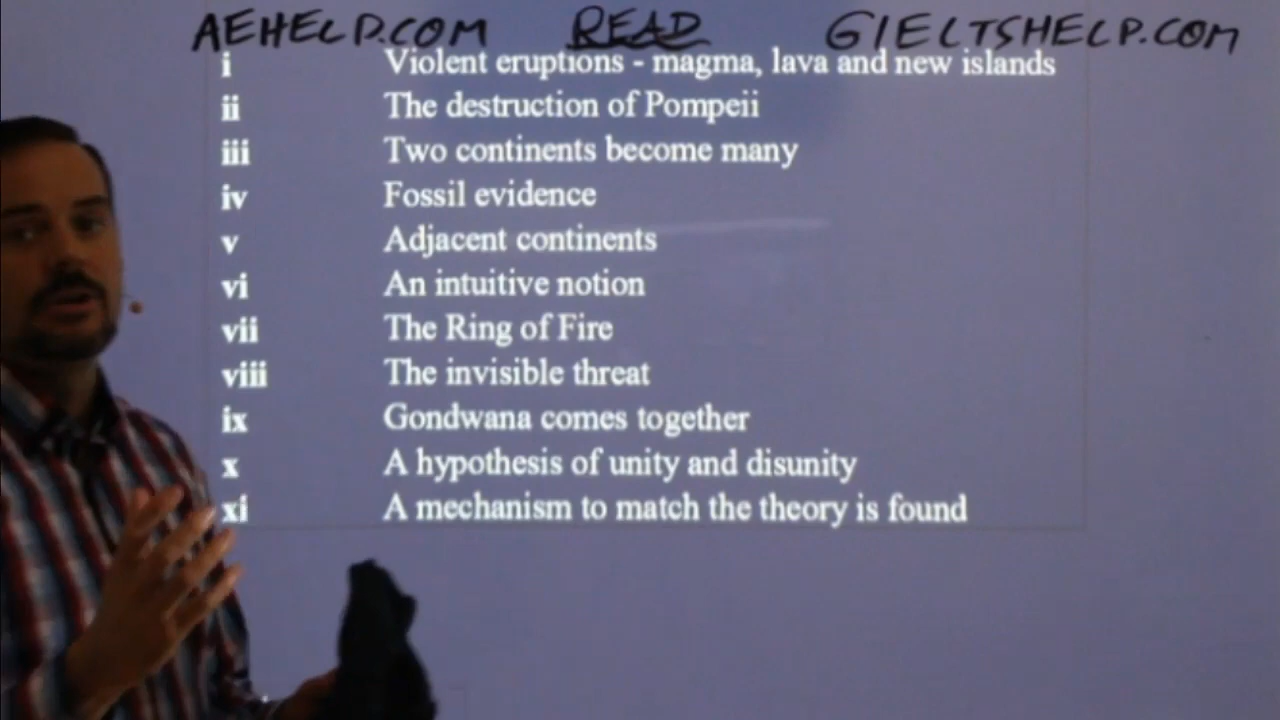 AEHELP.COM READ GIELTSHELP.COM
i Violent eruptions - magma, lava and new islands
ii The destruction of Pompeii
iii Two continents become many
iv Fossil evidence
v Adjacent continents
vi An intuitive notion
vii The Ring of Fire
viii The invisible threat
ix Gondwana comes together
x A hypothesis of unity and disunity
xi A mechanism to match the theory is found